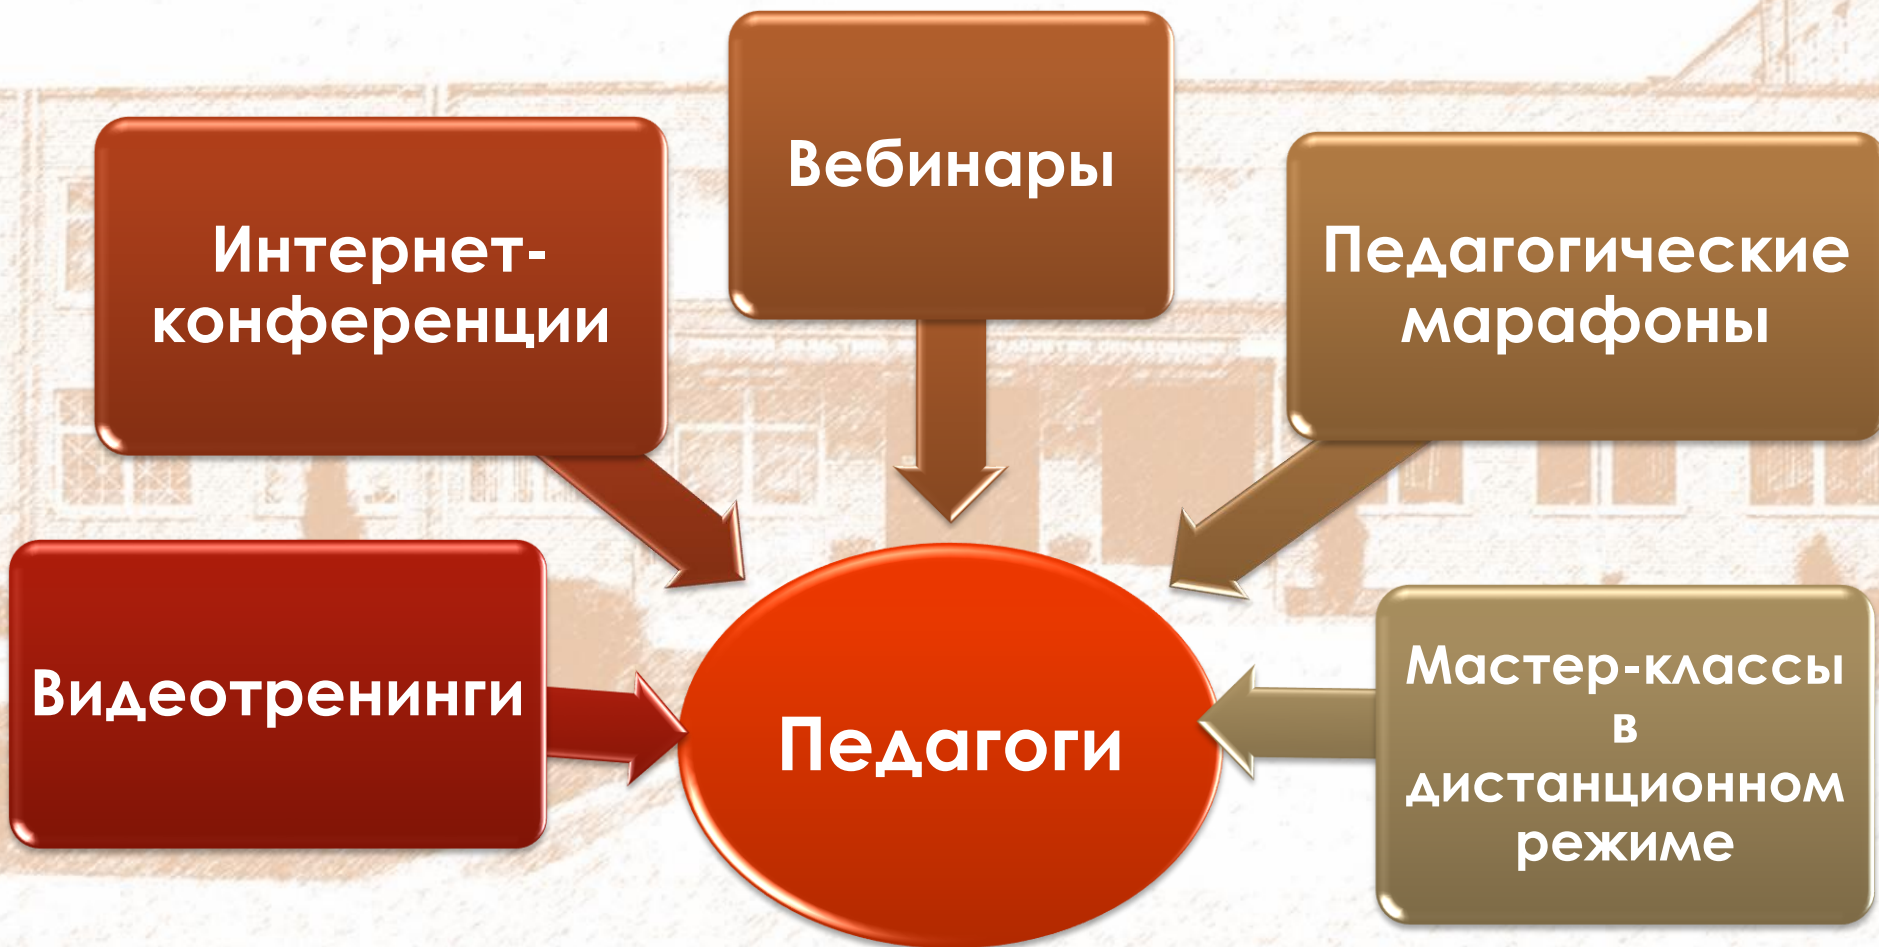 Вебинары
Интернет-
конференции
Педагогические
марафоны
Видеотренинги
Педагоги
Мастер-классы
в
дистанционном
режиме